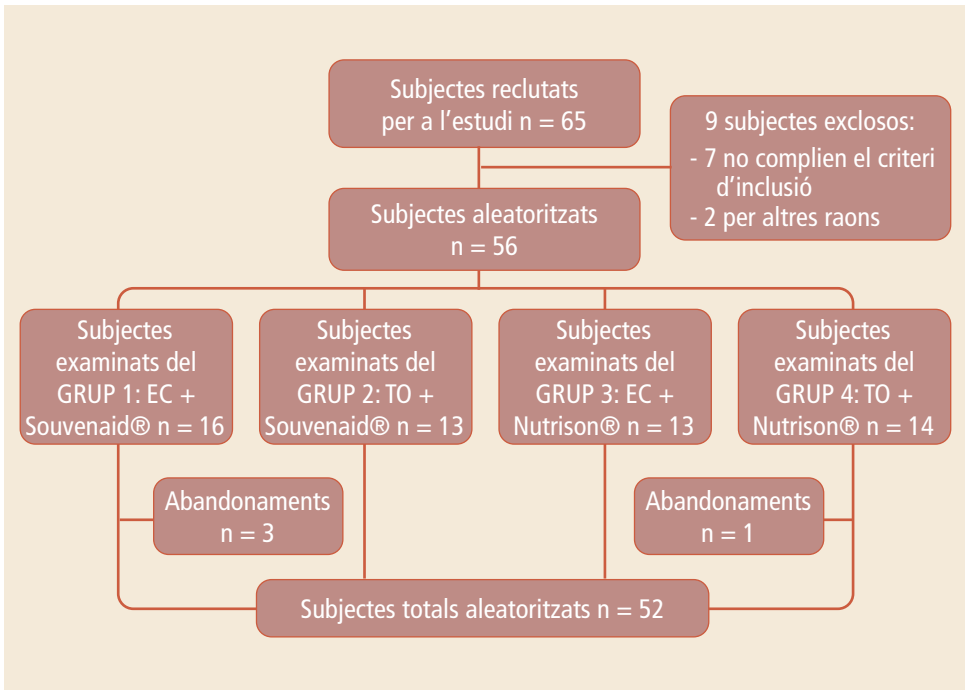 Subjectes reclutats
per a l'estudi n = 65
9 subjectes exclosos:
- 7 no complien el criteri
d'inclusió
- 2 per altres raons
Subjectes aleatoritzats
n = 56
Subjectes
examinats del
GRUP 1: EC +
Souvenaid® n = 16
Subjectes
examinats del
GRUP 2: TO +
Souvenaid® n = 13
Subjectes
examinats del
GRUP 3: EC +
Nutrison® n = 13
Subjectes
examinats del
GRUP 4: TO +
Nutrison® n = 14
Abandonaments
n = 3
Abandonaments
n = 1
Subjectes totals aleatoritzats n = 52